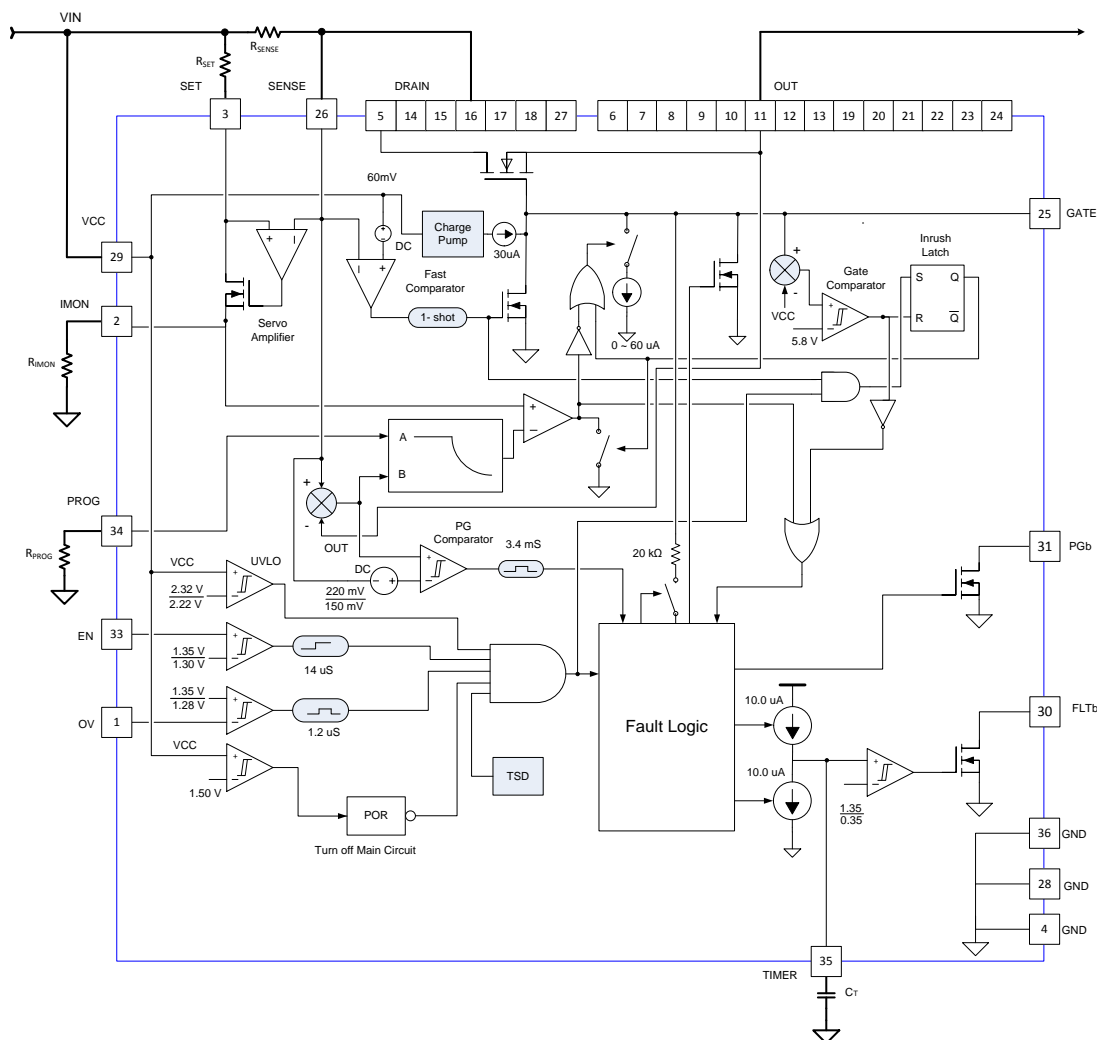 VIN
RSENSE
RSET
SET
SENSE
DRAIN
OUT
3
26
5 14 15 16 17 18 27
6 7 8 9 10 11 12 13 19 20 21 22 23 24
60mV
VCC
29
+ −
DC
Charge
Pump
30uA
25
GATE
Inrush
Latch
S Q
R Q
+
-
VCC
Gate
Comparator
5.8 V
Fast
Comparator
1- shot
Servo
Amplifier
IMON
2
RIMON
0 ~ 60 uA
A
B
+
−
+
-
OUT
PROG
34
RPROG
PG
Comparator
3.4 mS
DC
220 mV
150 mV
20 kΩ
31
PGb
VCC
UVLO
2.32 V
2.22 V
EN
33
1.35 V
1.30 V
14 uS
1.35 V
1.28 V
1.2 uS
OV
1
VCC
1.50 V
POR
Turn off Main Circuit
TSD
Fault Logic
10.0 uA
10.0 uA
1.35
0.35
30
FLTb
36
GND
28
GND
4
GND
35
TIMER
CT